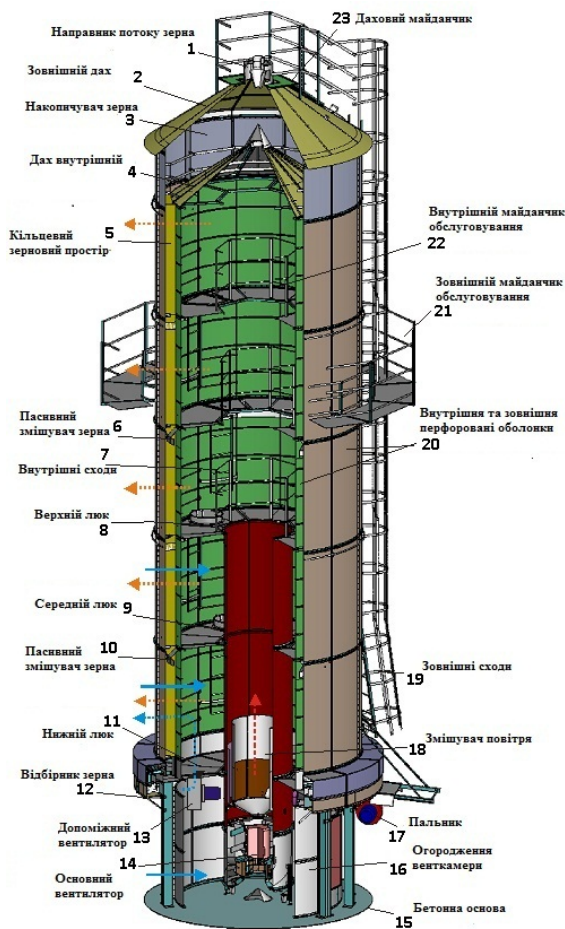 23 Даховий майданчик
Направник потоку зерна
1
Зовнішній дах
2
Накопичувач зерна
3
Дах внутрішній
4
Кільцевий
зерновий простір
5
Внутрішній майданчик
обслуговування
22
Зовнішній майданчик
обслуговування
21
Пасивний
змішувач зерна
6
Внутрішня та зовнішня
перфоровані оболонки
20
7
Внутрішні сходи
Верхній люк
8
Середній люк
9
Пасивний
змішувач зерна
10
Зовнішні сходи
19
11
Нижній люк
Змішувач повітря
18
Відбірник зерна
12
Допоміжний
вентилятор
13
Пальник
17
14
Основний
вентилятор
Огородження
венткамери
16
Бетонна основа
15